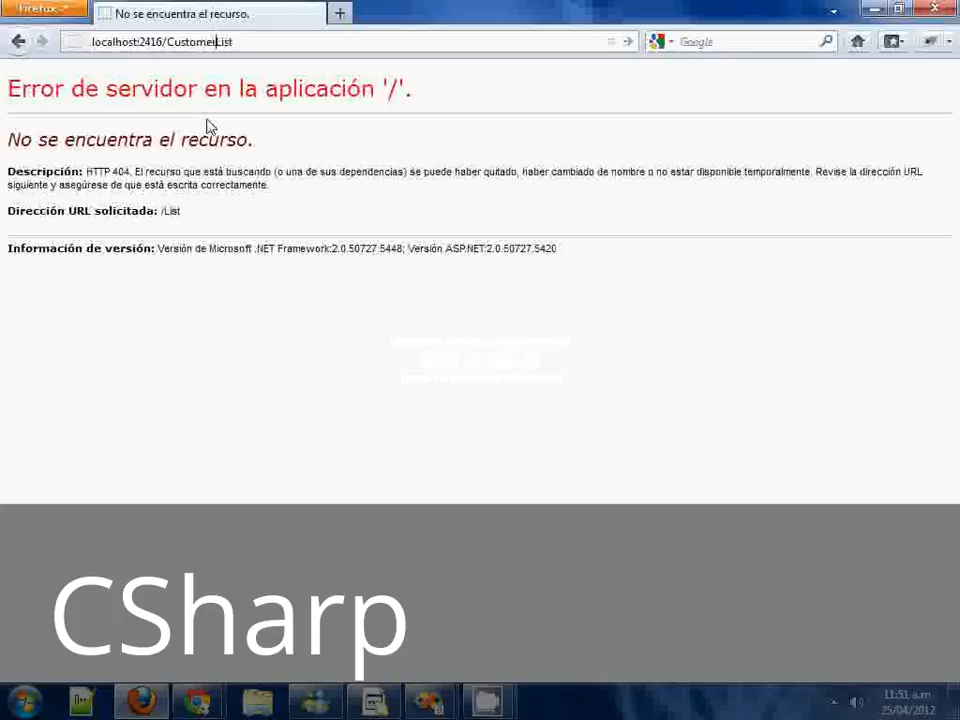 Firefox
No se encuentra el recurso.
localhost:2416/CustomerList
Google
Error de servidor en la aplicación '/'.
No se encuentra el recurso.
Descripción: HTTP 404. El recurso que está buscando (o una de sus dependencias) se puede haber quitado, haber cambiado de nombre o no estar disponible temporalmente. Revise la dirección URL
siguiente y asegúrese de que está escrita correctamente.
Dirección URL solicitada: /List
Información de versión: Versión de Microsoft .NET Framework:2.0.50727.5448; Versión ASP.NET:2.0.50727.5420
CSharp
11:51 a.m
25/04/2012